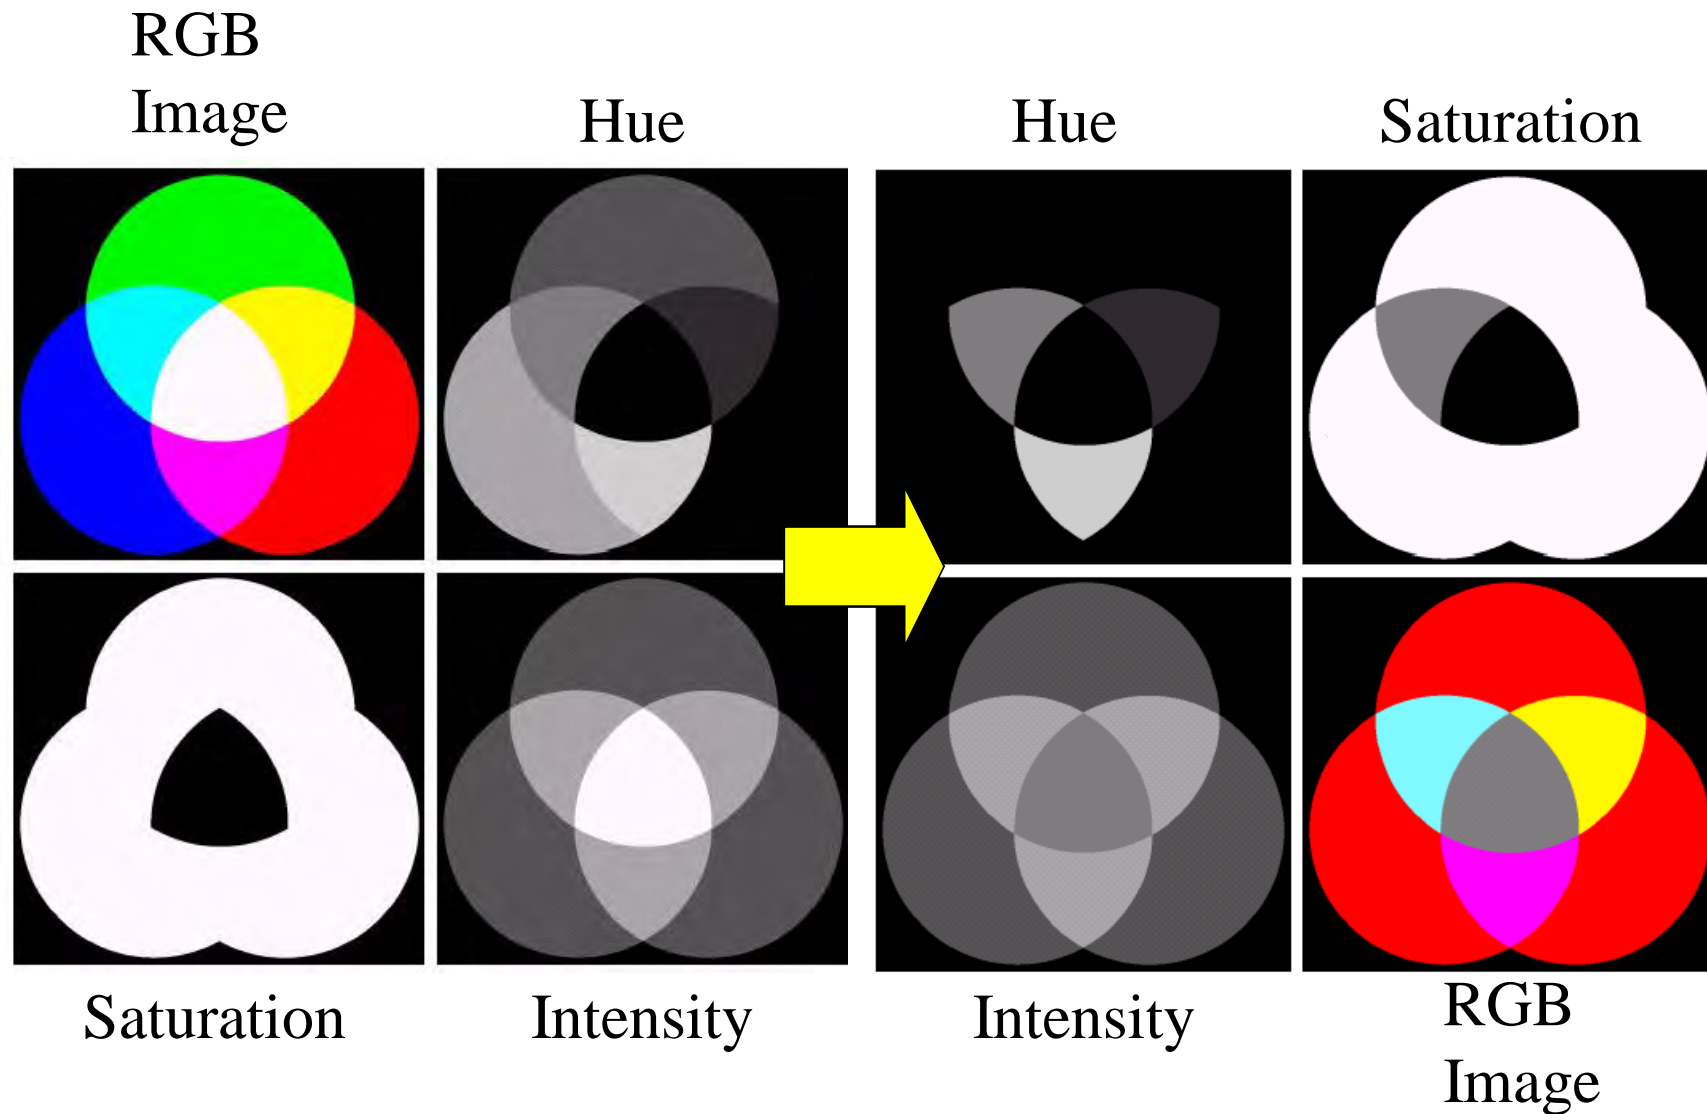 RGB
Image
Hue
Hue
Saturation
Saturation
Intensity
Intensity
RGB
Image